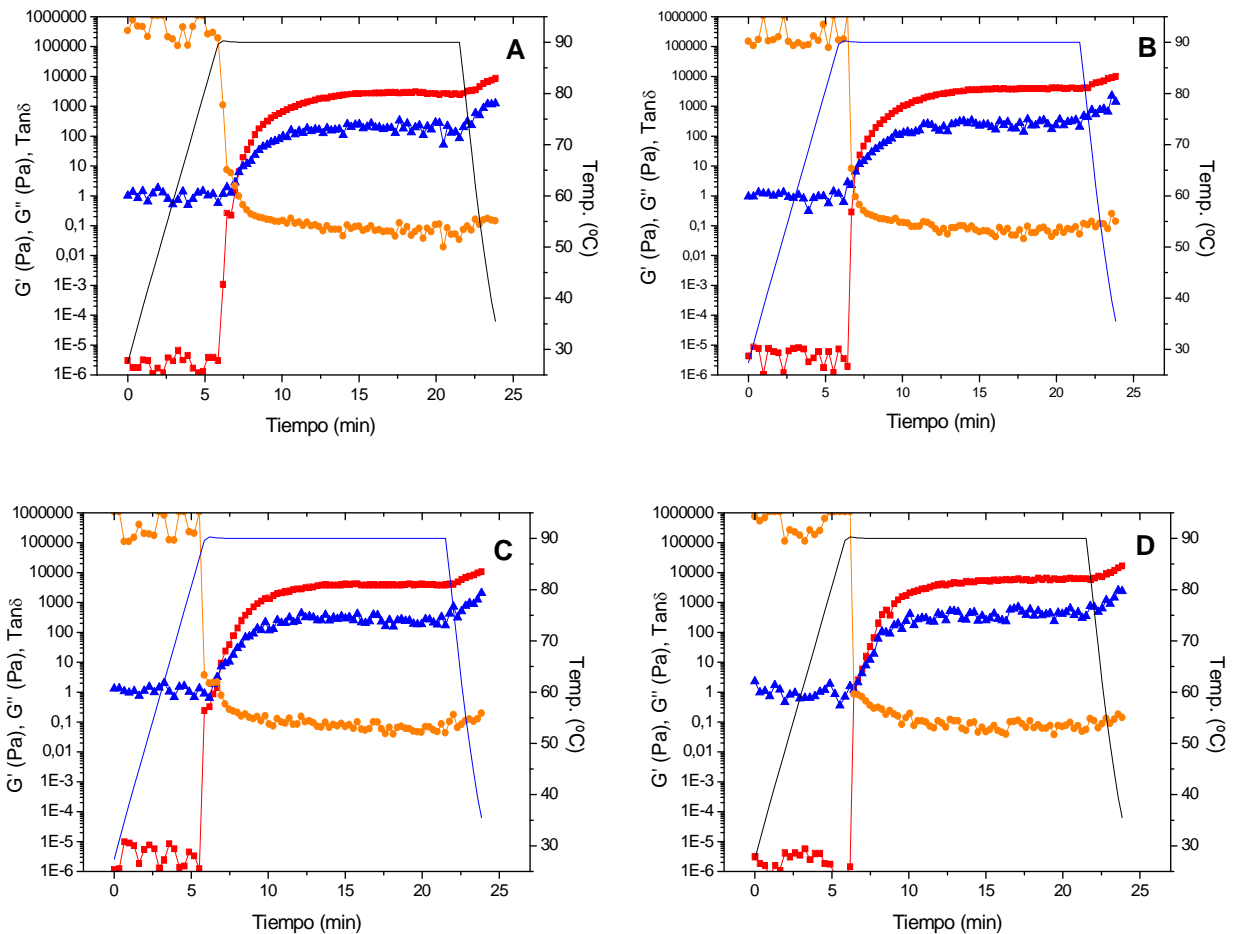 A
1000000
100000
10000
1000
100
10
1
0,1
0,01
1E-3
1E-4
1E-5
1E-6
G' (Pa), G'' (Pa), Tanδ
90
80
70
60
50
40
30
Temp. (ºC)
0 5 10 15 20 25
Tiempo (min)
B
1000000
100000
10000
1000
100
10
1
0,1
0,01
1E-3
1E-4
1E-5
1E-6
G' (Pa), G'' (Pa), Tanδ
90
80
70
60
50
40
30
Temp. (ºC)
0 5 10 15 20 25
Tiempo (min)
C
1000000
100000
10000
1000
100
10
1
0,1
0,01
1E-3
1E-4
1E-5
1E-6
G' (Pa), G'' (Pa), Tanδ
90
80
70
60
50
40
30
Temp. (ºC)
0 5 10 15 20 25
Tiempo (min)
D
1000000
100000
10000
1000
100
10
1
0,1
0,01
1E-3
1E-4
1E-5
1E-6
G' (Pa), G'' (Pa), Tanδ
90
80
70
60
50
40
30
Temp. (ºC)
0 5 10 15 20 25
Tiempo (min)